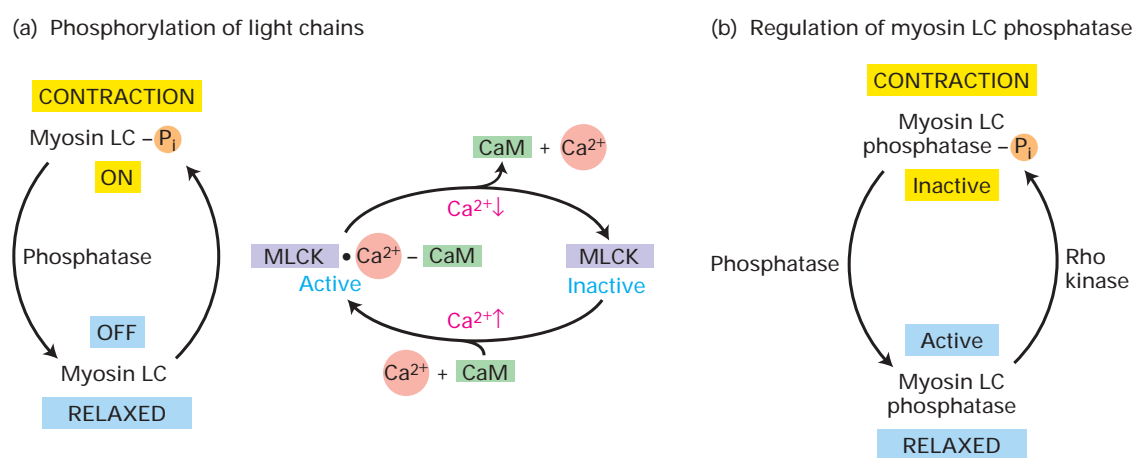 (a) Phosphorylation of light chains
CONTRACTION
Myosin LC – Pi
ON
Phosphatase
OFF
Myosin LC
RELAXED
CaM + Ca²⁺
Ca²⁺↓
MLCK • Ca²⁺ – CaM
Active
MLCK
Inactive
Ca²⁺↑
Ca²⁺ + CaM
(b) Regulation of myosin LC phosphatase
CONTRACTION
Myosin LC
phosphatase – Pi
Inactive
Phosphatase
Rho
kinase
Active
Myosin LC
phosphatase
RELAXED